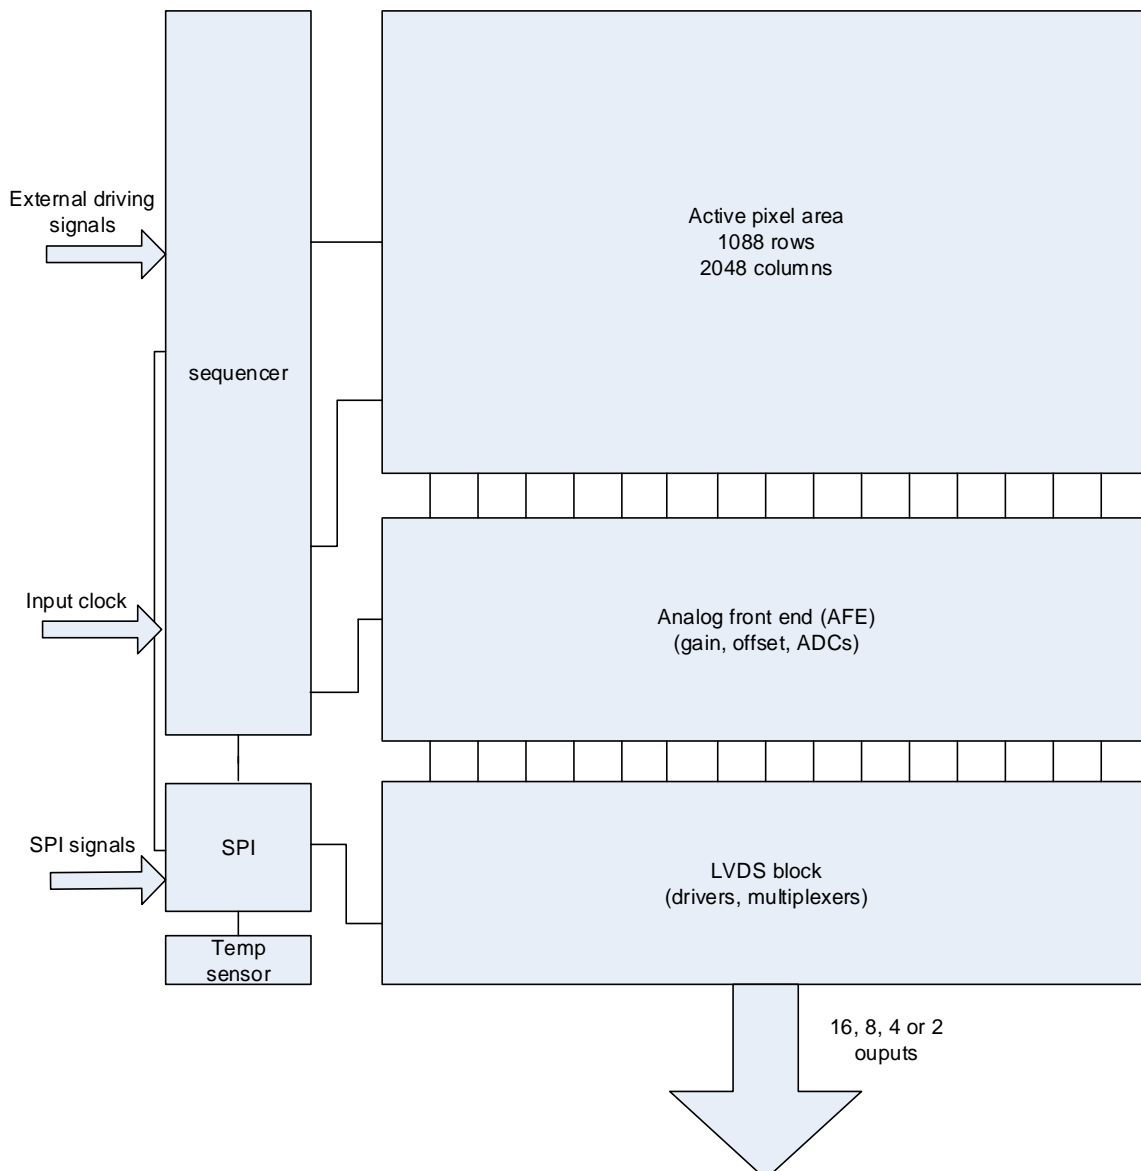 External driving
signals
Active pixel area
1088 rows
2048 columns
sequencer
Input clock
Analog front end (AFE)
(gain, offset, ADCs)
SPI signals
SPI
LVDS block
(drivers, multiplexers)
Temp
sensor
16, 8, 4 or 2
ouputs